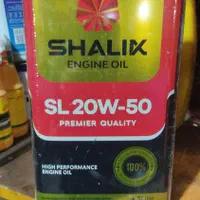 SHALIX
ENGINE OIL
SL 20W-50
PREMIER QUALITY
HIGH PERFORMANCE
ENGINE OIL
100%